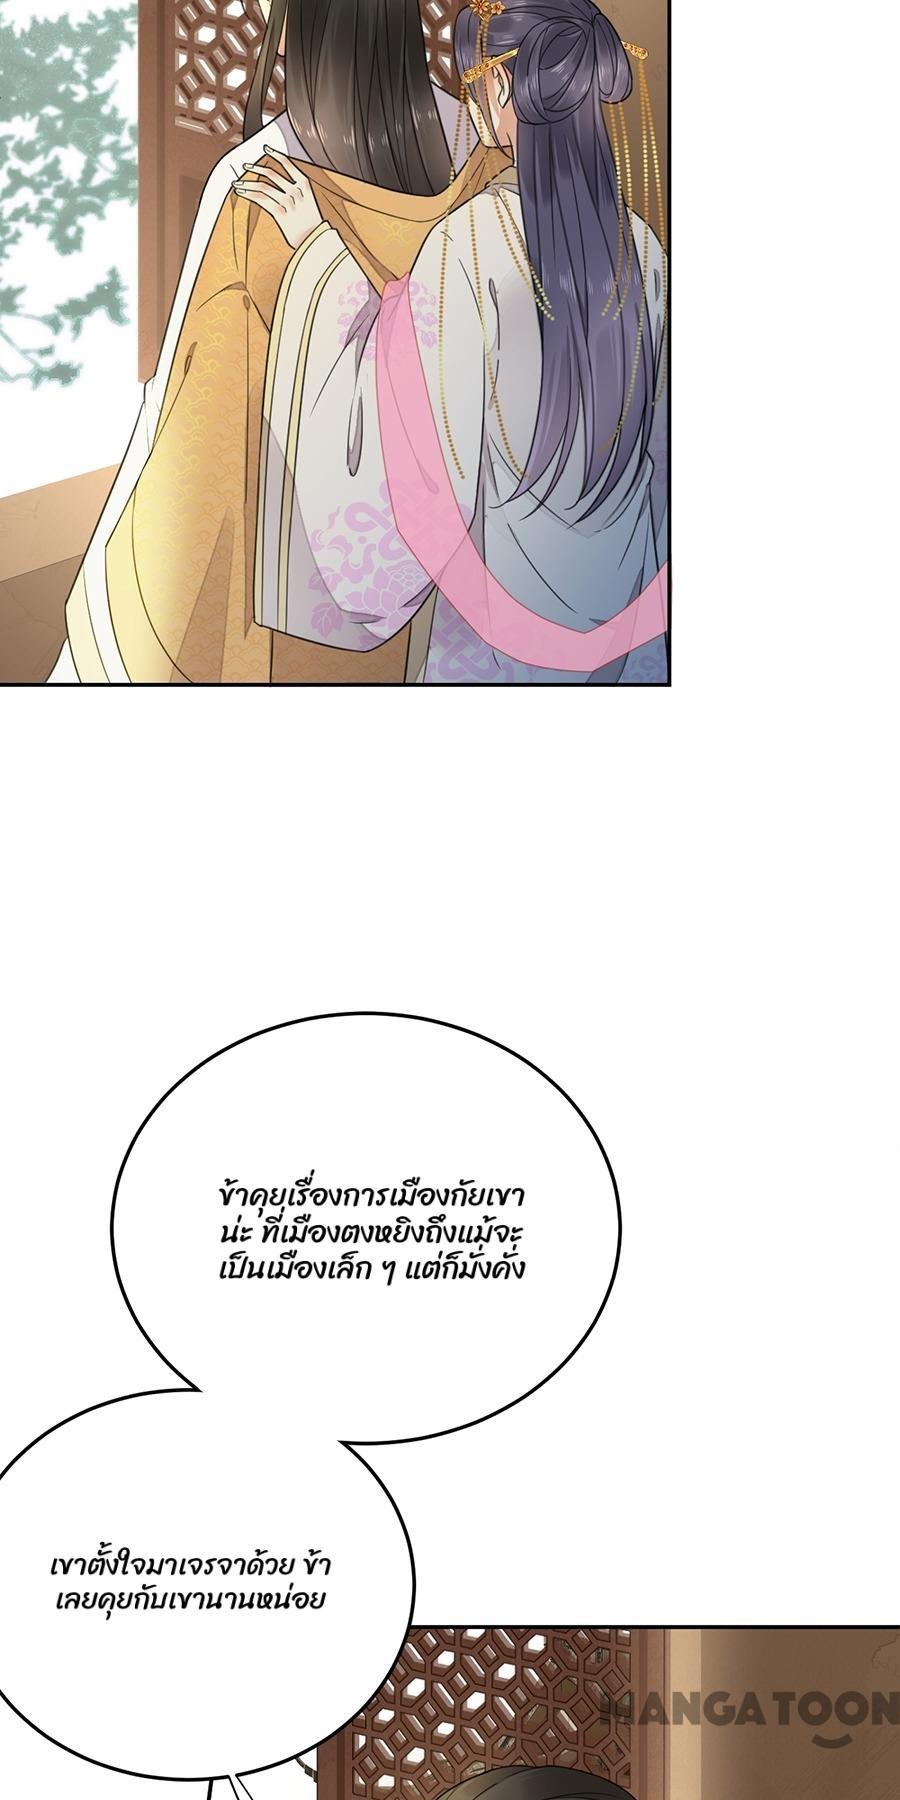 ข้าคุยเรื่องการเมืองกัยเขา
น่ะ ที่เมืองตงหยิงถึงแม้จะ
เป็นเมืองเล็ก ๆ แต่ก็มั่งคั่ง
เขาตั้งใจมาเจรจาด้วย ข้า
เลยคุยกับเขานานหน่อย
MANGATOON